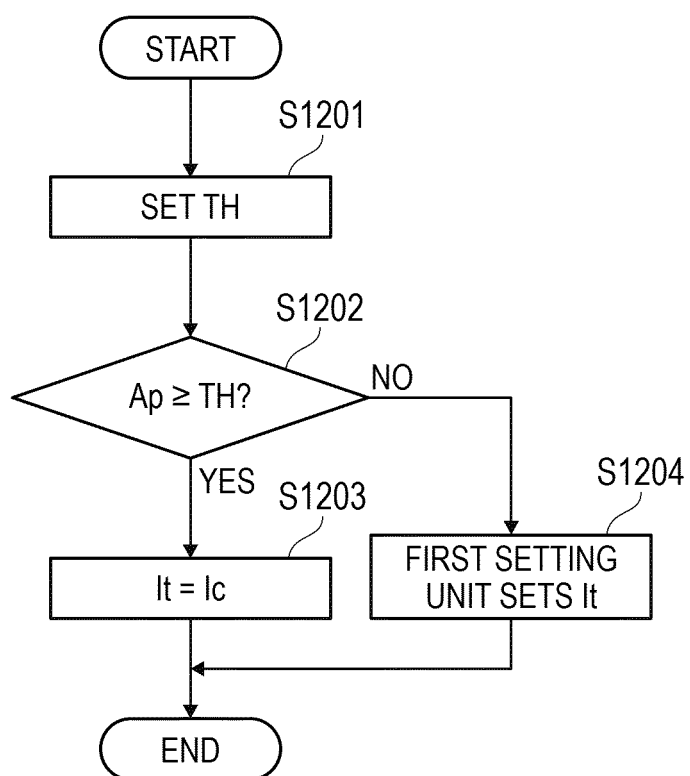 START
S1201
SET TH
S1202
Ap ≥ TH?
NO
YES
S1203
S1204
It = Ic
FIRST SETTING
UNIT SETS It
END